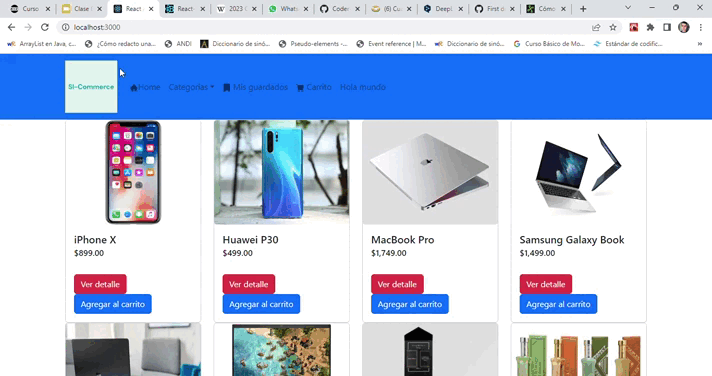 Curso
Clase
React
React
2023
Whats
Coder
(6) Cu
Deepl
First
Cómo
localhost:3000
ArrayList en Java, c...
¿Cómo redacto una...
ANDI
Diccionario de sinó...
Pseudo-elements -...
Event reference | M...
Diccionario de sinó...
Curso Básico de Mo...
Estándar de codific...
SI-Commerce
Home
Categorías
Mis guardados
Carrito
Hola mundo
iPhone X
$899.00
Ver detalle
Agregar al carrito
Huawei P30
$499.00
Ver detalle
Agregar al carrito
MacBook Pro
$1,749.00
Ver detalle
Agregar al carrito
Samsung Galaxy Book
$1,499.00
Ver detalle
Agregar al carrito